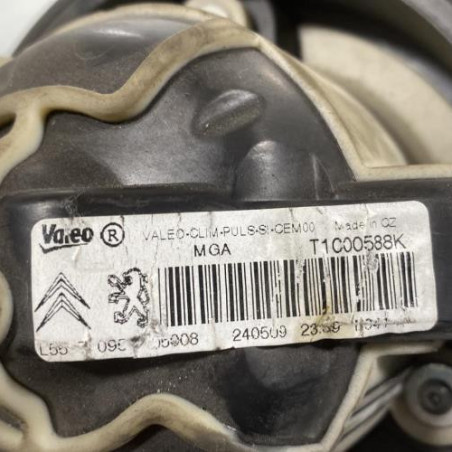 Valeo ® VALEO-CLIM-PULS-SI-CEM00 Made in CZ
MGA T1C00588K
240509